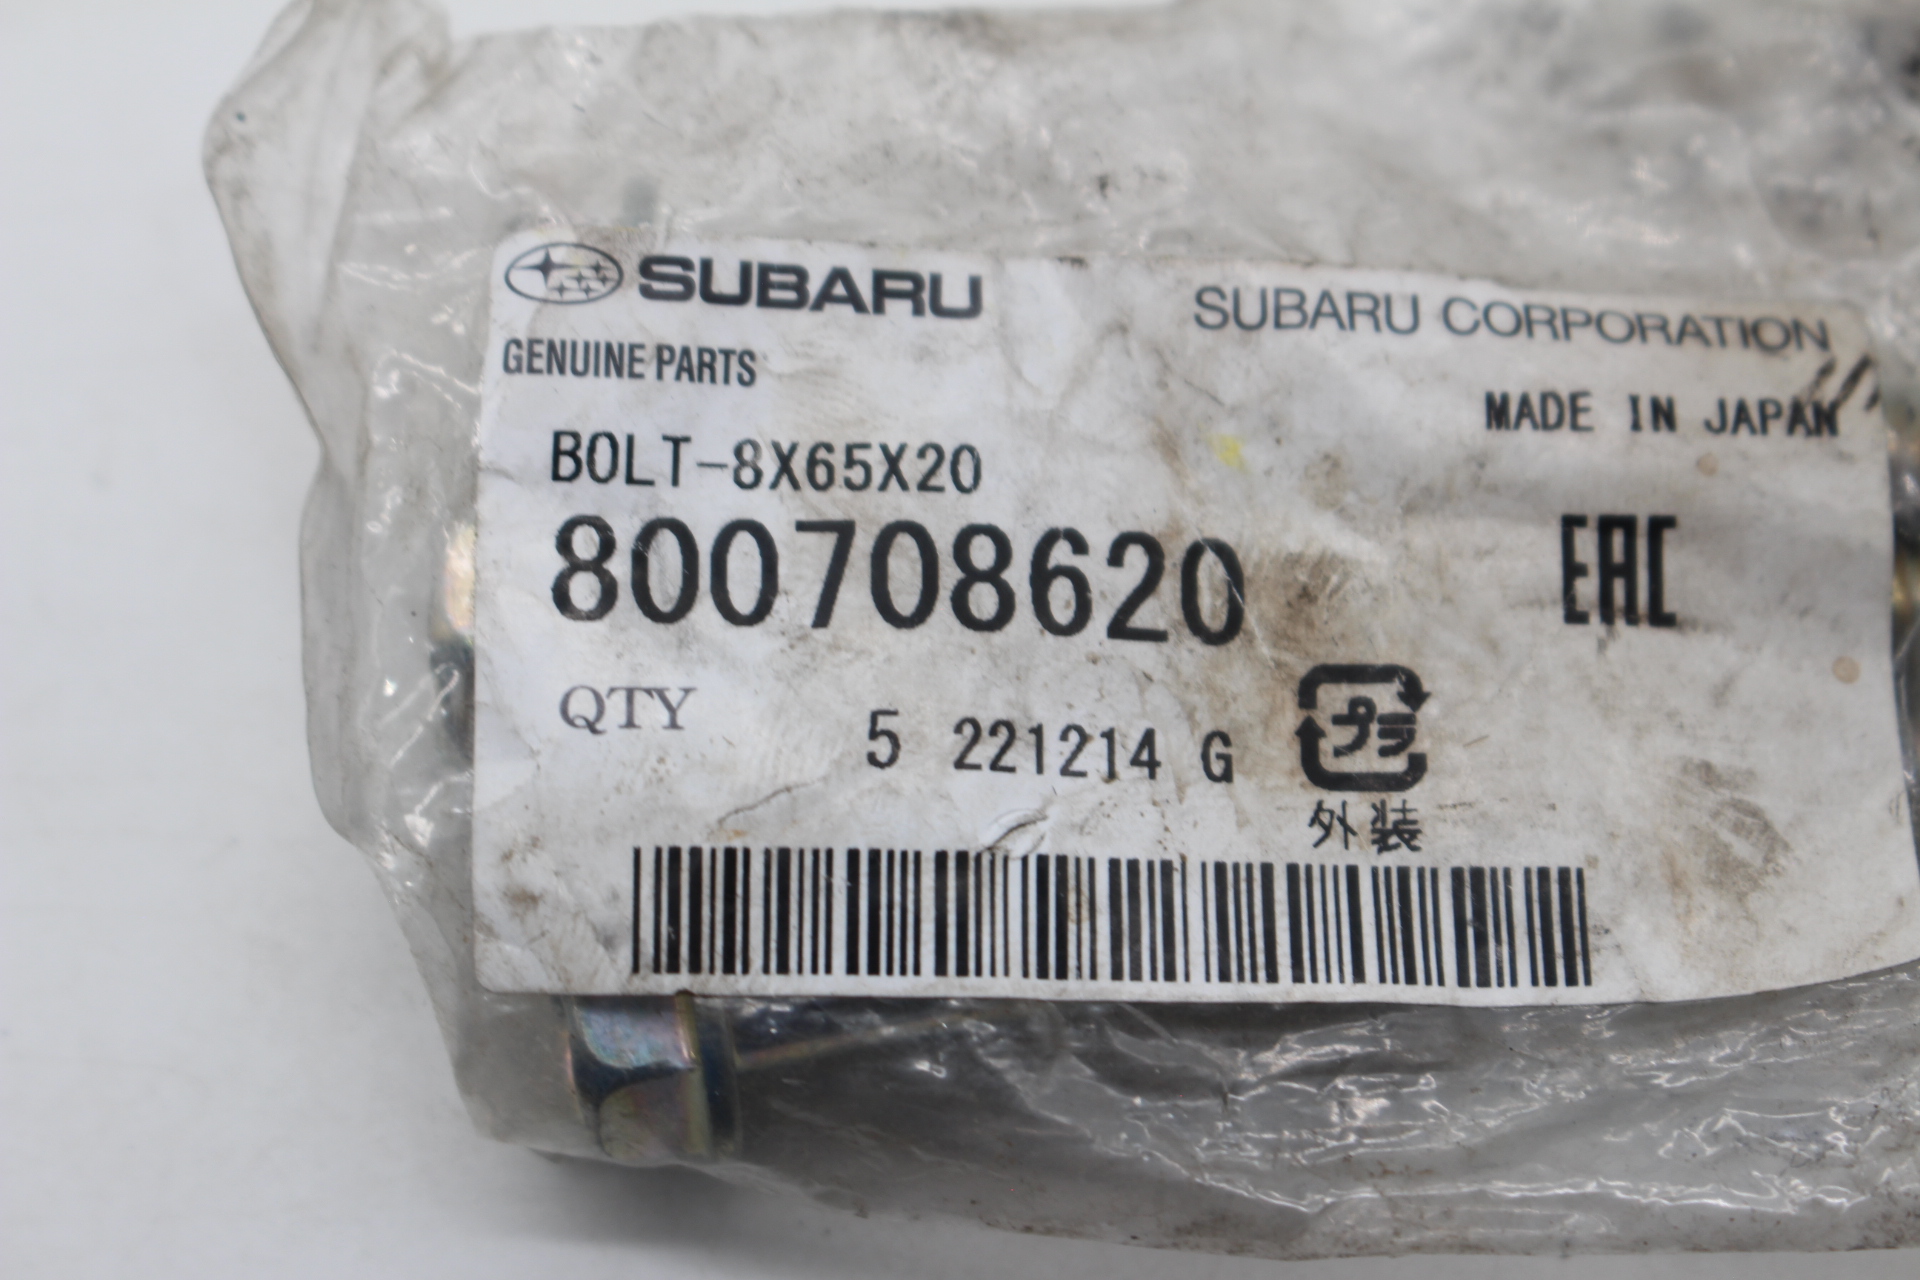 SUBARU
SUBARU CORPORATION
GENUINE PARTS
MADE IN JAPAN
BOLT-8X65X20
800708620
EAC
QTY 5 221214 G
プラ
外装